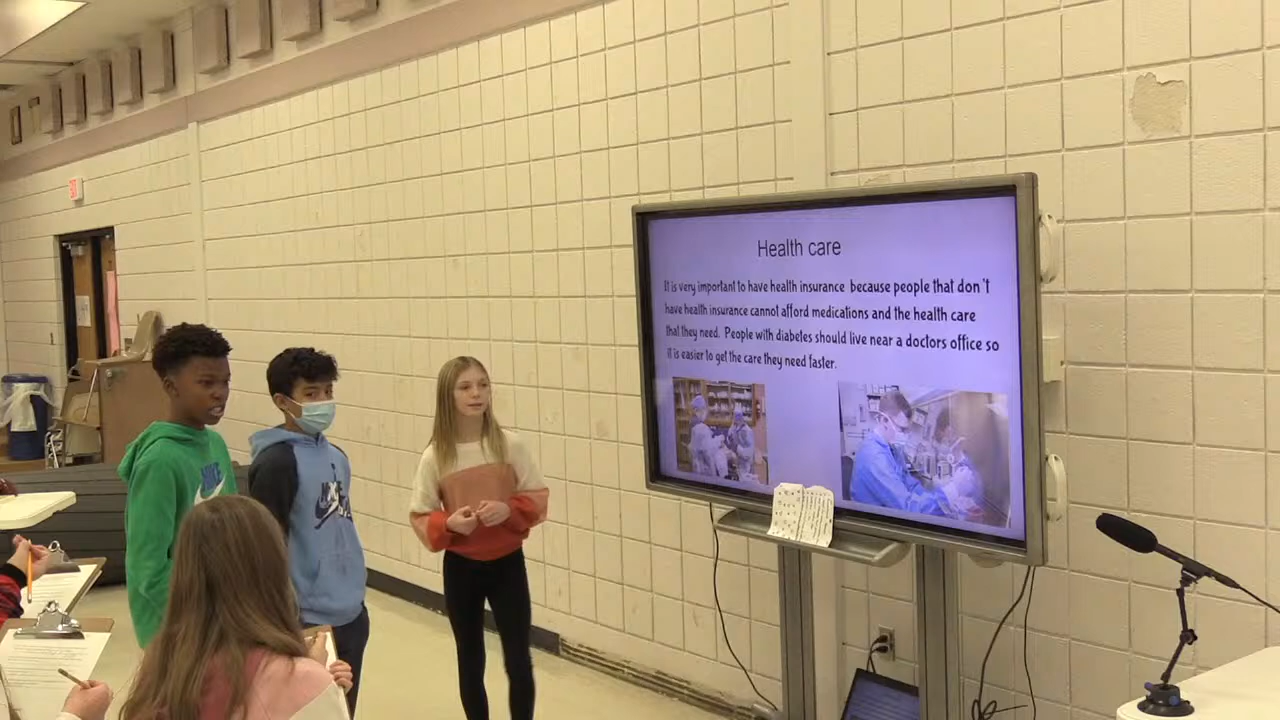 Health care
It is very important to have health insurance because people that don't
have health insurance cannot afford medications and the health care
that they need. People with diabetes should live near a doctors office so
it is easier to get the care they need faster.
NIKE